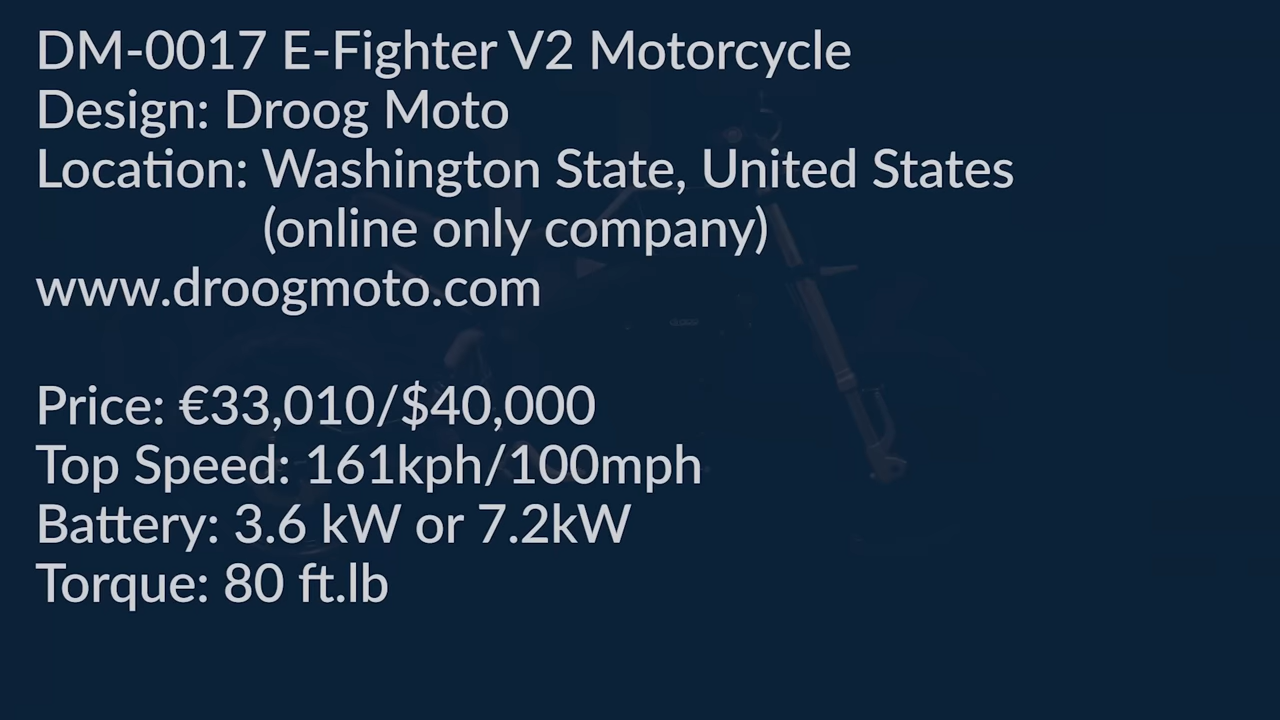 DM-0017 E-Fighter V2 Motorcycle
Design: Droog Moto
Location: Washington State, United States
(online only company)
www.droogmoto.com
Price: €33,010/$40,000
Top Speed: 161kph/100mph
Battery: 3.6 kW or 7.2kW
Torque: 80 ft.lb